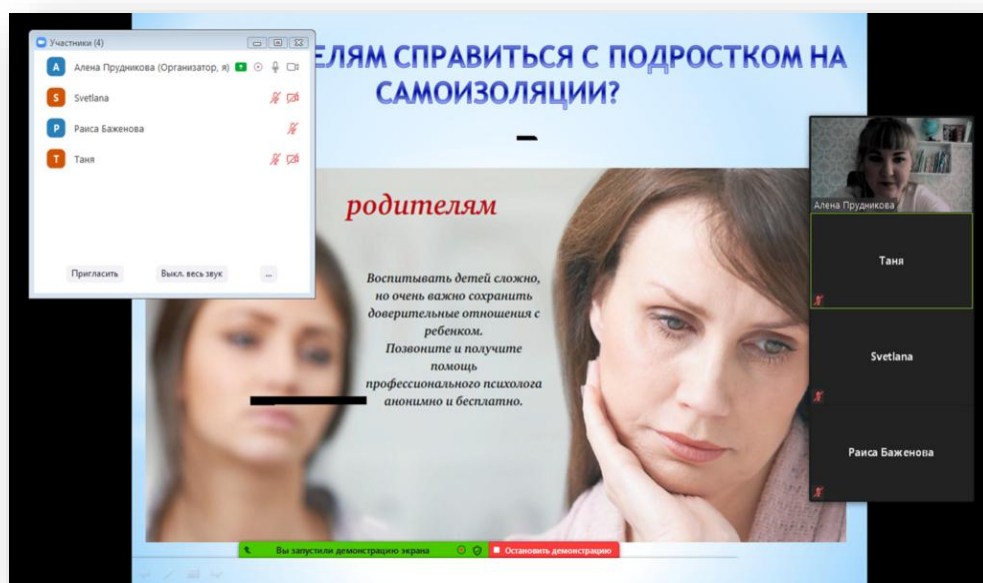 Участники (4)
ЕЛЯМ СПРАВИТЬСЯ С ПОДРОСТКОМ НА
САМОИЗОЛЯЦИИ?
А Алена Прудникова (Организатор, я)
S Svetlana
Р Раиса Баженова
Т Таня
Пригласить Выкл. весь звук ...
родителям
Воспитывать детей сложно,
но очень важно сохранить
доверительные отношения с
ребенком.
Позвоните и получите
помощь
профессионального психолога
анонимно и бесплатно.
Алена Прудникова
Таня
Svetlana
Раиса Баженова
Вы запустили демонстрацию экрана Остановить демонстрацию